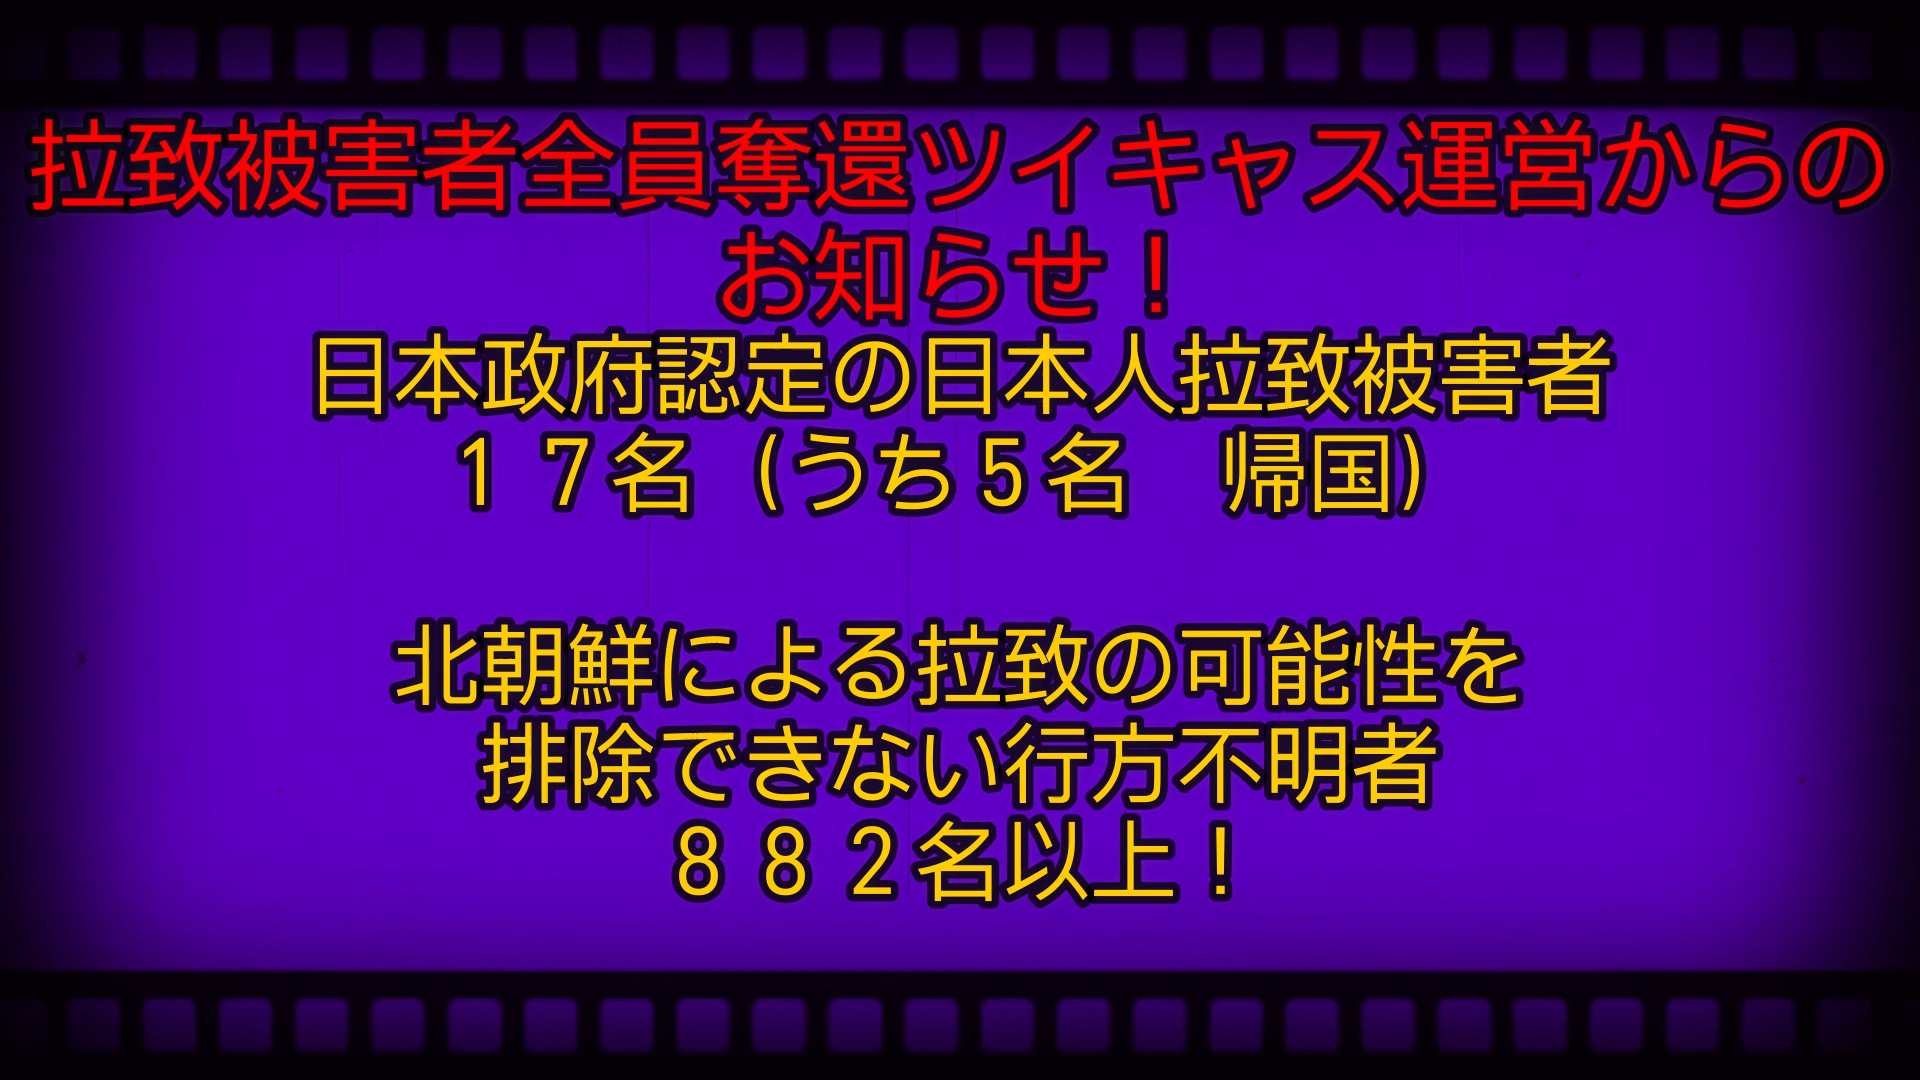 拉致被害者全員奪還ツイキャス運営からの
お知らせ！
日本政府認定の日本人拉致被害者
１７名（うち５名　帰国）
北朝鮮による拉致の可能性を
排除できない行方不明者
８８２名以上！